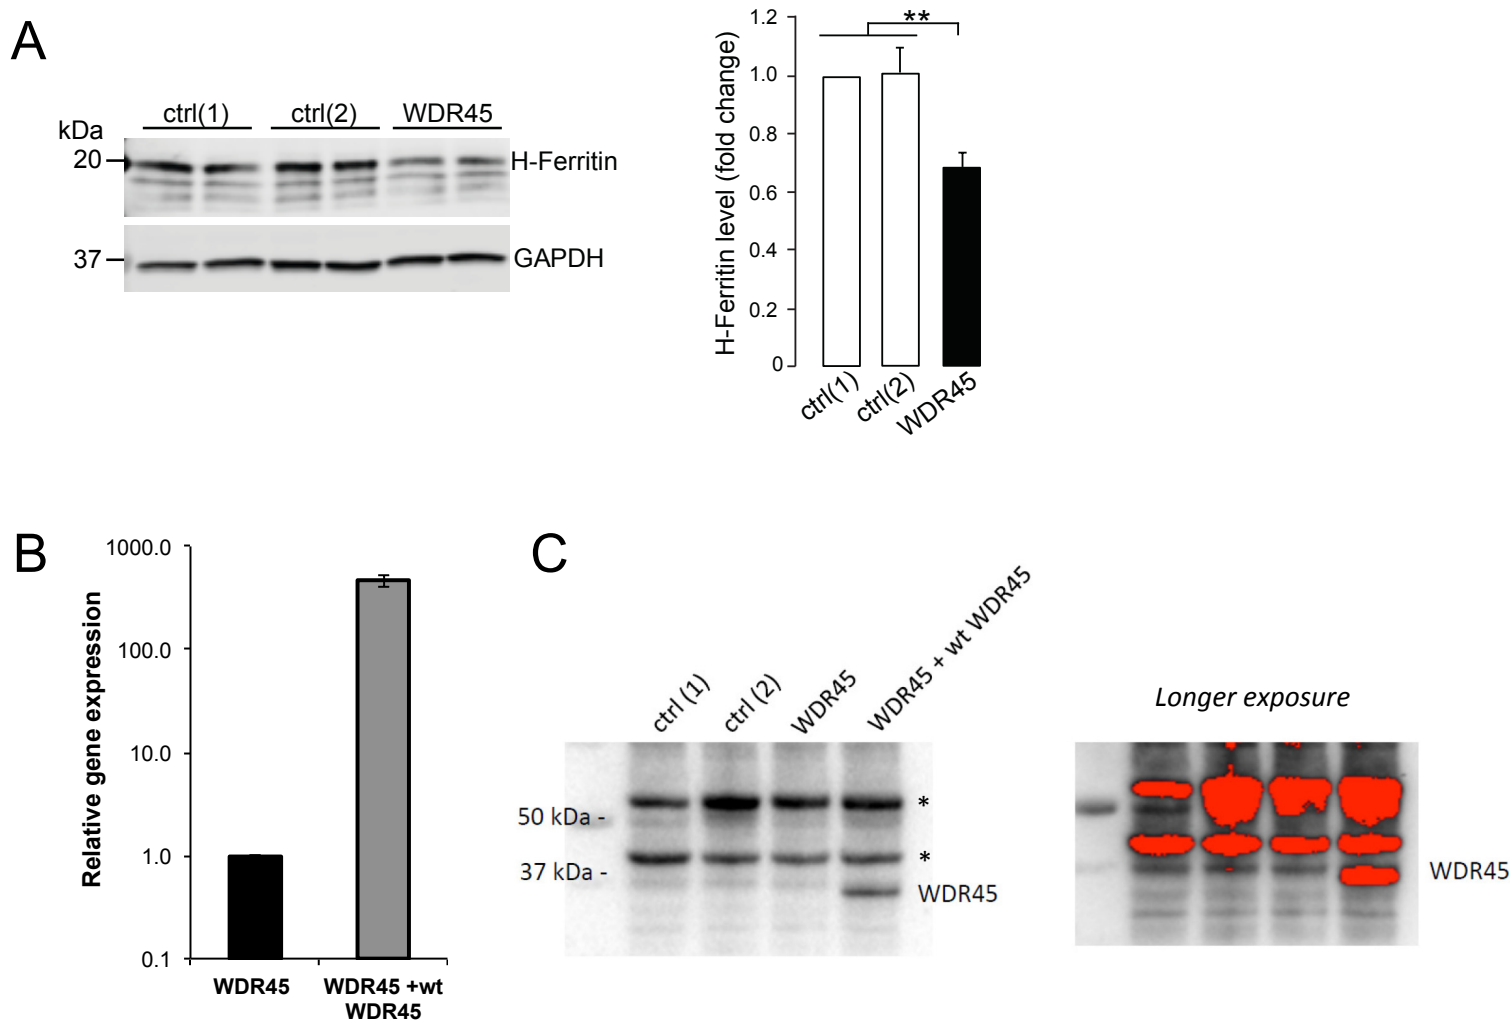 A
kDa
ctrl(1)
ctrl(2)
WDR45
20
H-Ferritin
37
GAPDH
H-Ferritin level (fold change)
1.2
1.0
0.8
0.6
0.4
0.2
0
**
ctrl(1)
ctrl(2)
WDR45
B
Relative gene expression
1000.0
100.0
10.0
1.0
0.1
WDR45
WDR45 +wt
WDR45
C
ctrl (1)
ctrl (2)
WDR45
WDR45 + wt WDR45
50 kDa -
37 kDa -
*
*
WDR45
Longer exposure
WDR45